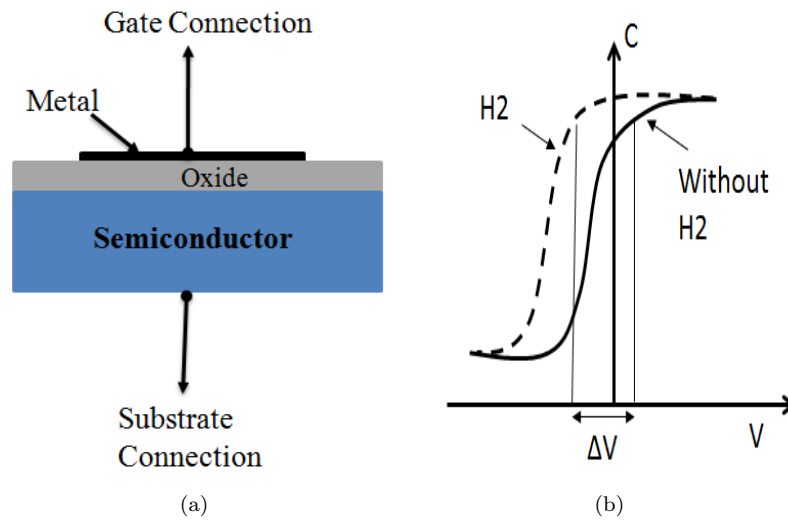 Gate Connection
Metal
Oxide
Semiconductor
Substrate
Connection
(a)
C
H2
Without
H2
ΔV
V
(b)